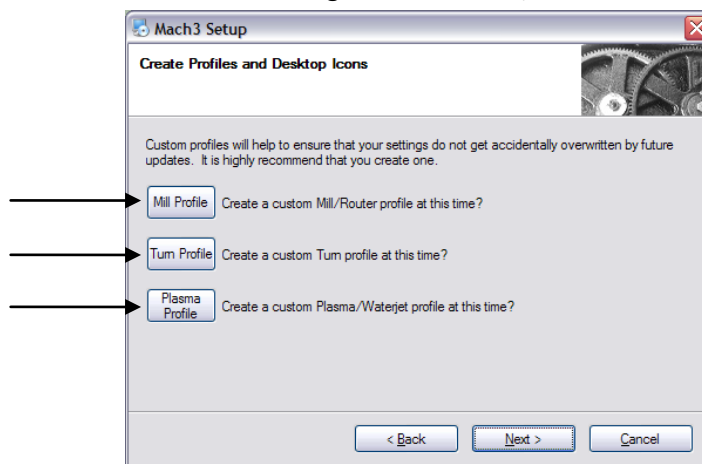 Mach3 Setup
Create Profiles and Desktop Icons
Custom profiles will help to ensure that your settings do not get accidentally overwritten by future
updates. It is highly recommend that you create one.
Mill Profile Create a custom Mill/Router profile at this time?
Turn Profile Create a custom Turn profile at this time?
Plasma
Profile Create a custom Plasma/Waterjet profile at this time?
< Back Next > Cancel